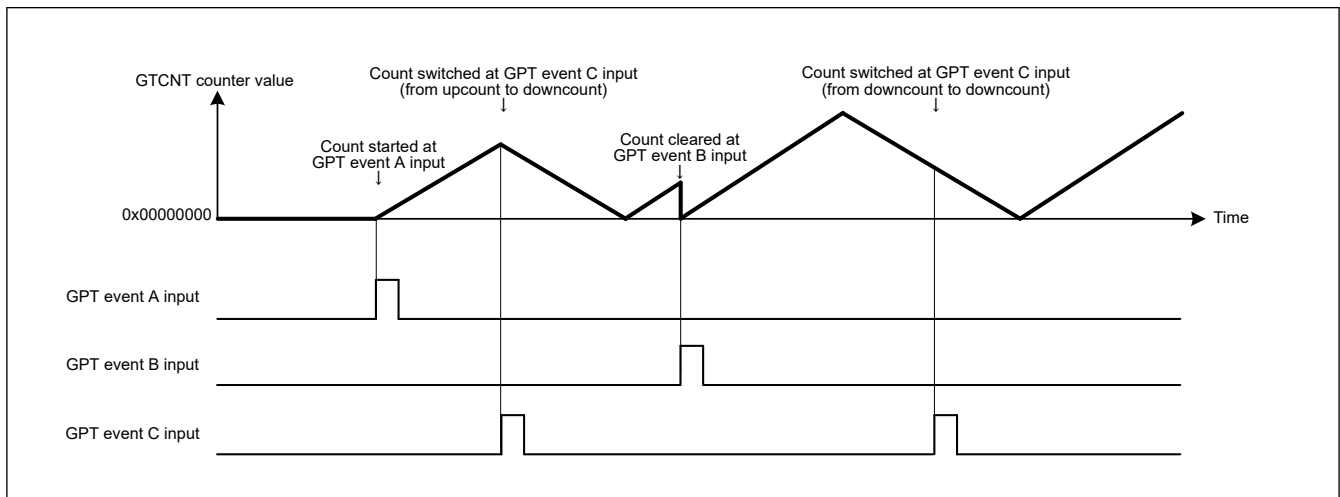 GTCNT counter value
Count switched at GPT event C input
(from upcount to downcount)
↓
Count switched at GPT event C input
(from downcount to downcount)
↓
Count started at
GPT event A input
↓
Count cleared at
GPT event B input
↓
0x00000000
Time
GPT event A input
GPT event B input
GPT event C input